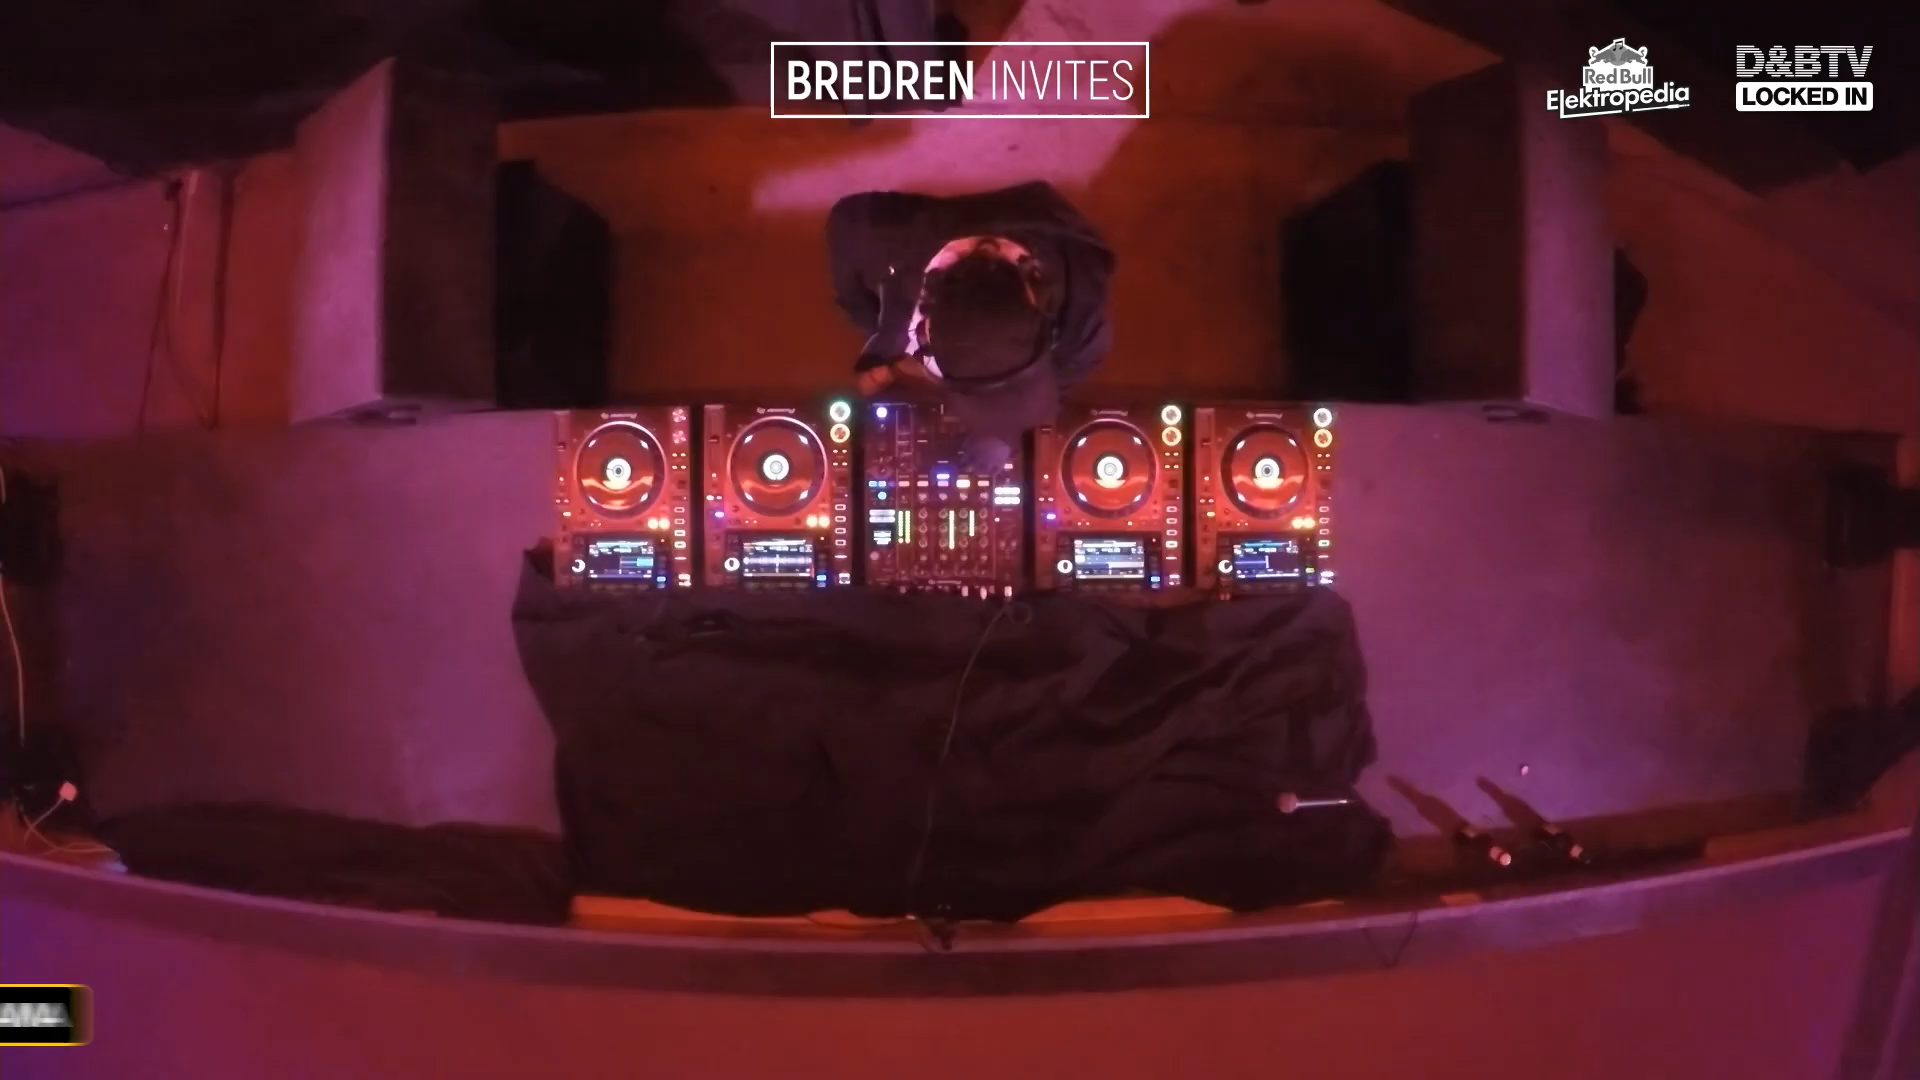 BREDREN INVITES
Red Bull
Elektropedia
D&BTV
LOCKED IN